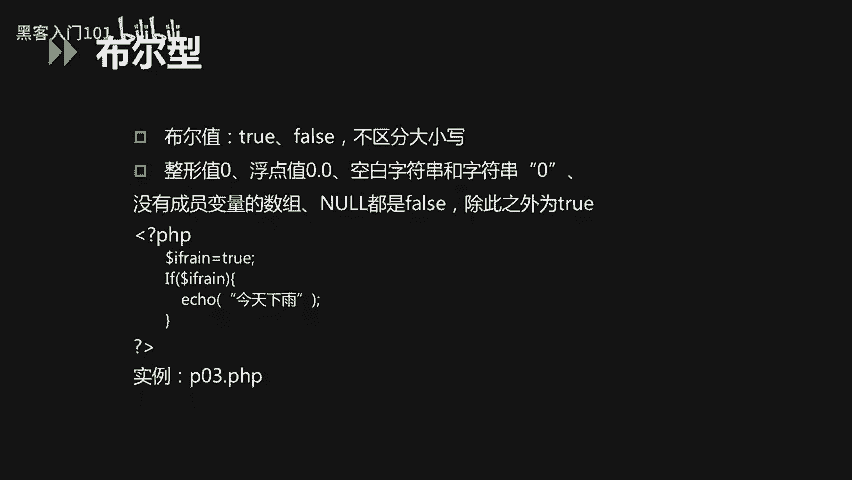 黑客入门101 bilibili
布尔型
布尔值：true、false，不区分大小写
整形值0、浮点值0.0、空白字符串和字符串“0”、
没有成员变量的数组、NULL都是false，除此之外为true
<?php
$ifrain=true;
If($ifrain){
echo(“今天下雨”);
}
?>
实例：p03.php